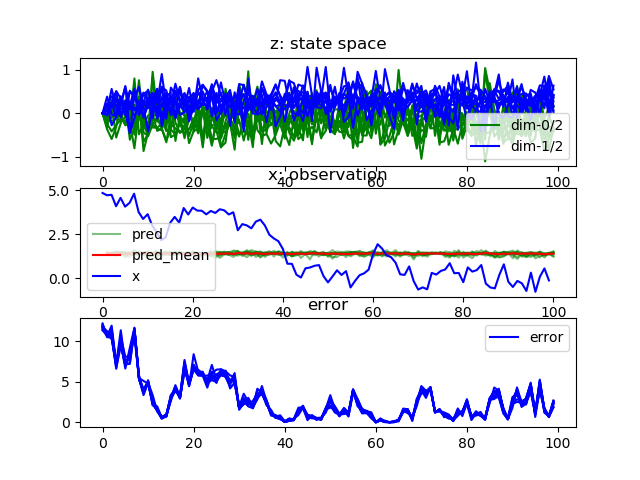 z: state space
1
0
−1
dim-0/2
dim-1/2
0 20 40 60 80 100
x: observation
5.0
2.5
0.0
pred
pred_mean
x
0 20 40 60 80 100
error
10
5
0
error
0 20 40 60 80 100